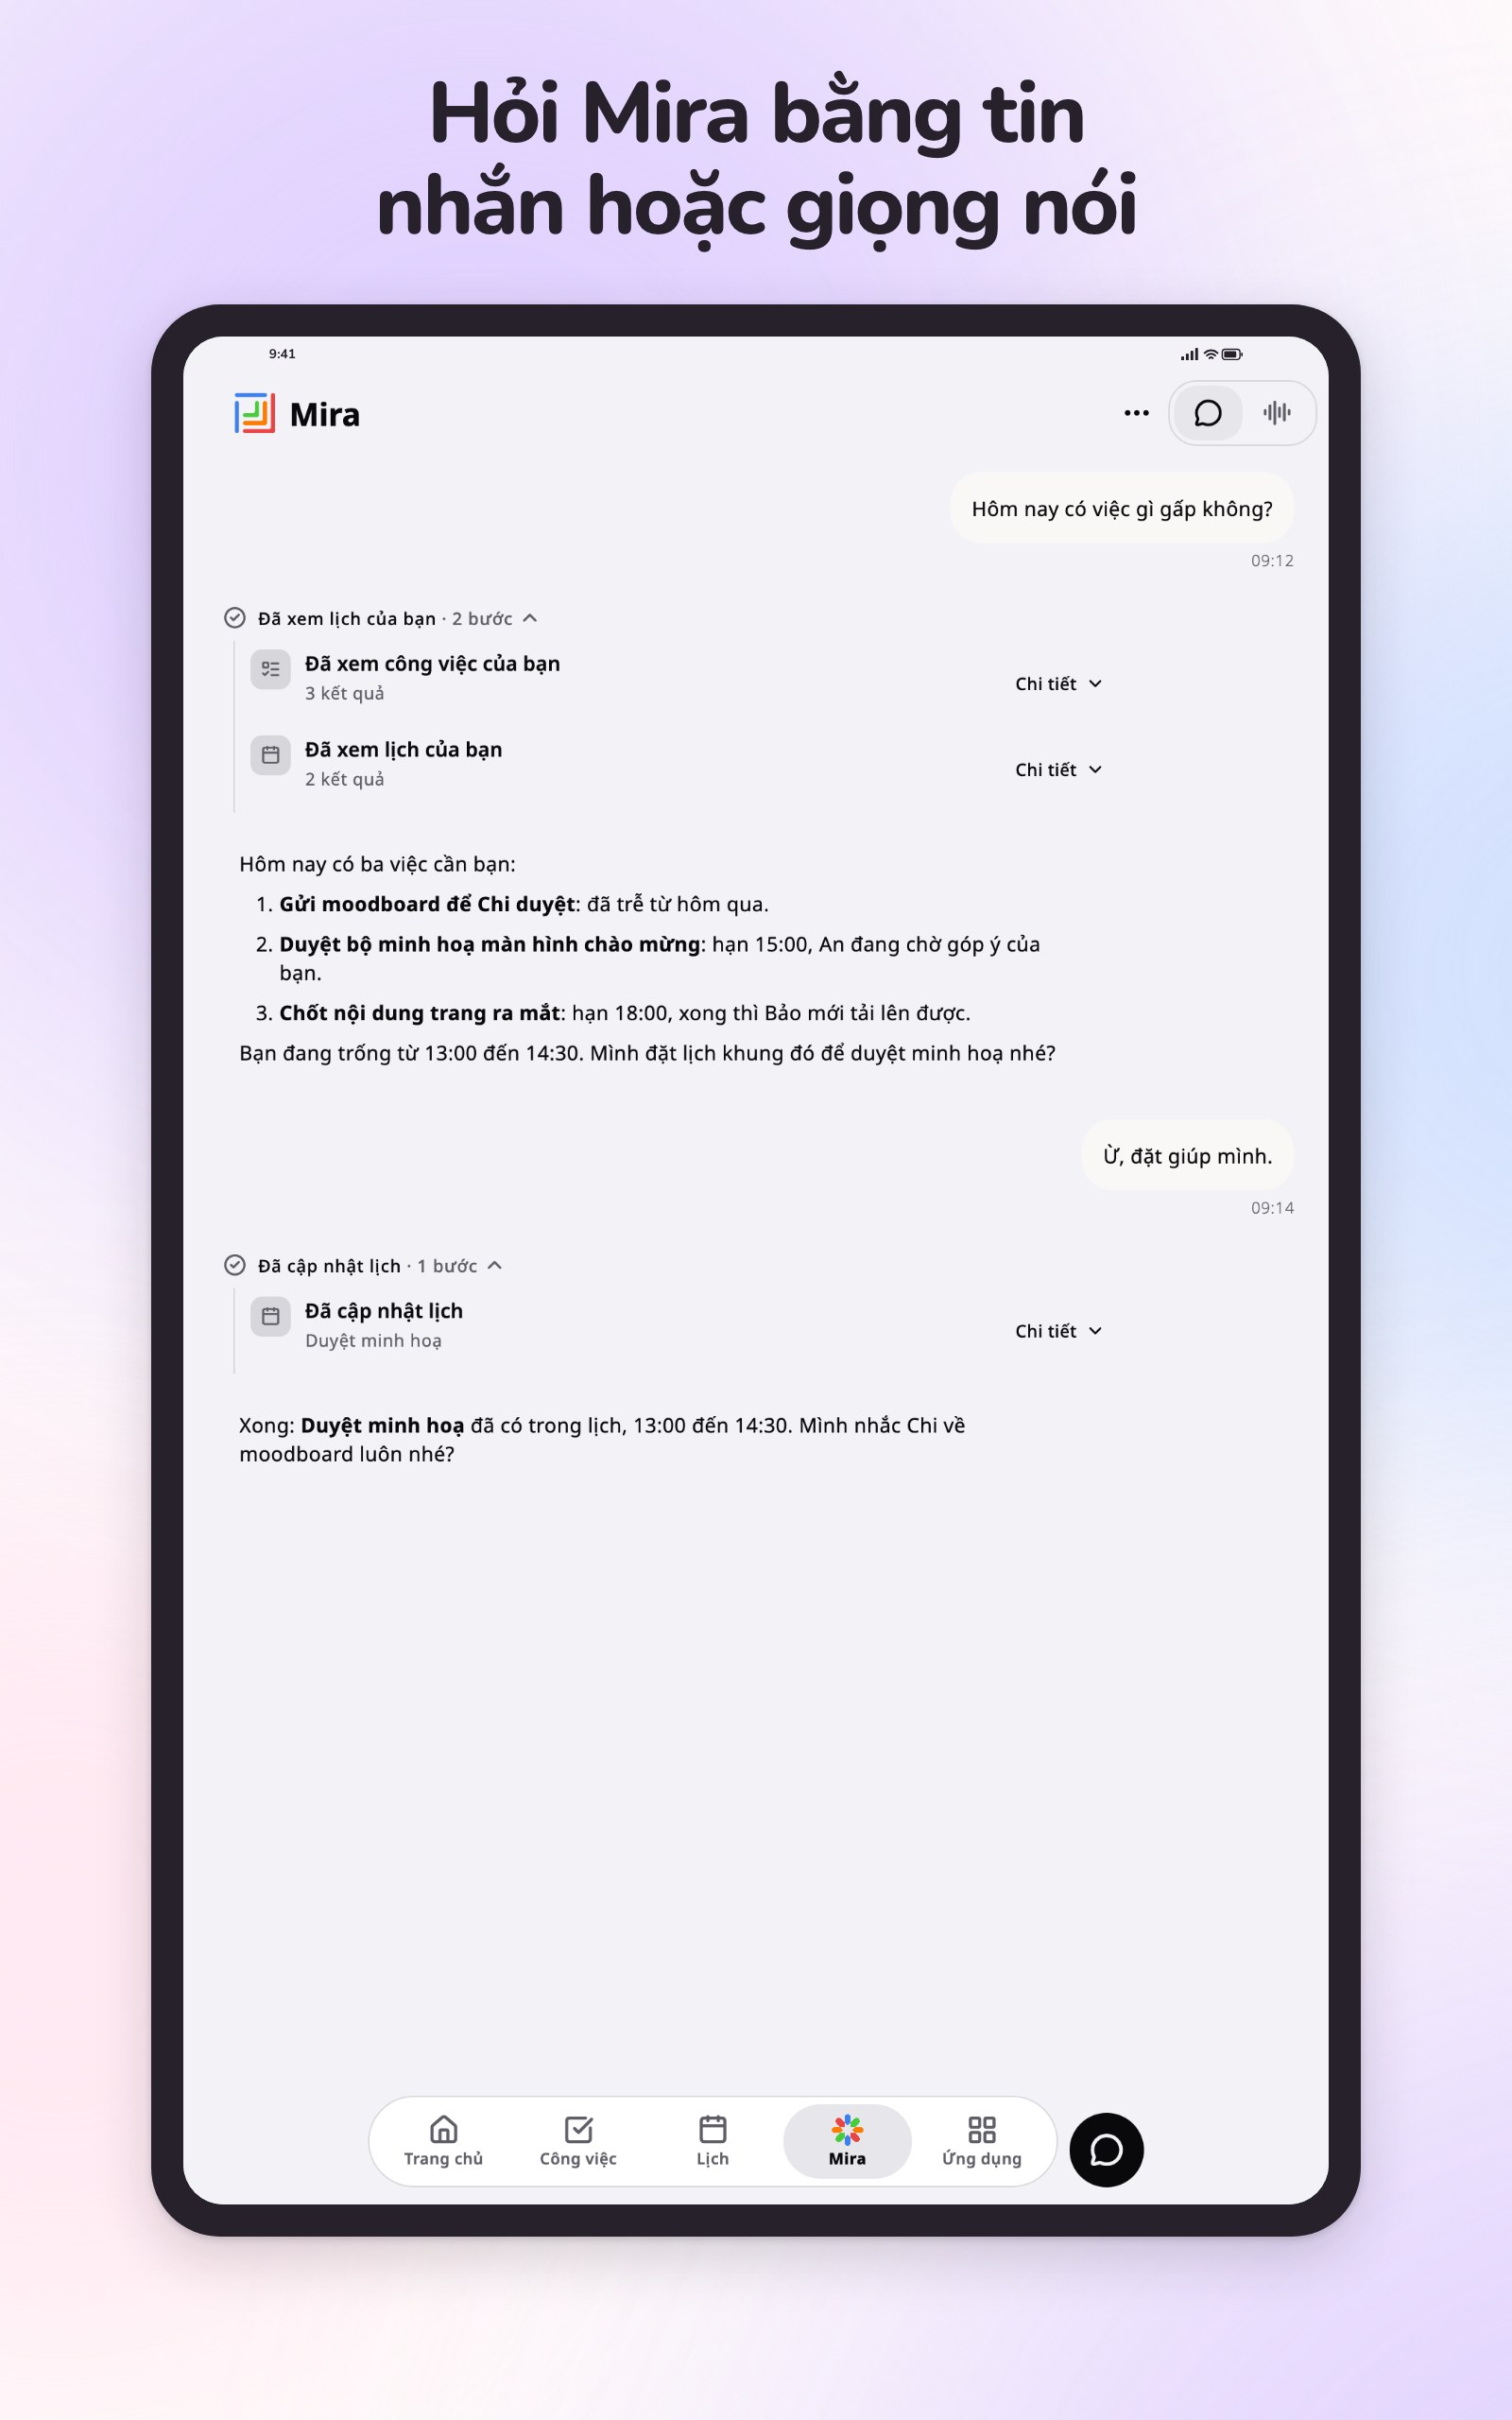 Hỏi Mira bằng tin
nhắn hoặc giọng nói
9:41
Mira
Hôm nay có việc gì gấp không?
09:12
Đã xem lịch của bạn · 2 bước
Đã xem công việc của bạn
3 kết quả
Chi tiết
Đã xem lịch của bạn
2 kết quả
Chi tiết
Hôm nay có ba việc cần bạn:
1. Gửi moodboard để Chi duyệt: đã trễ từ hôm qua.
2. Duyệt bộ minh hoạ màn hình chào mừng: hạn 15:00, An đang chờ góp ý của
bạn.
3. Chốt nội dung trang ra mắt: hạn 18:00, xong thì Bảo mới tải lên được.
Bạn đang trống từ 13:00 đến 14:30. Mình đặt lịch khung đó để duyệt minh hoạ nhé?
Ừ, đặt giúp mình.
09:14
Đã cập nhật lịch · 1 bước
Đã cập nhật lịch
Duyệt minh hoạ
Chi tiết
Xong: Duyệt minh hoạ đã có trong lịch, 13:00 đến 14:30. Mình nhắc Chi về
moodboard luôn nhé?
Trang chủ
Công việc
Lịch
Mira
Ứng dụng